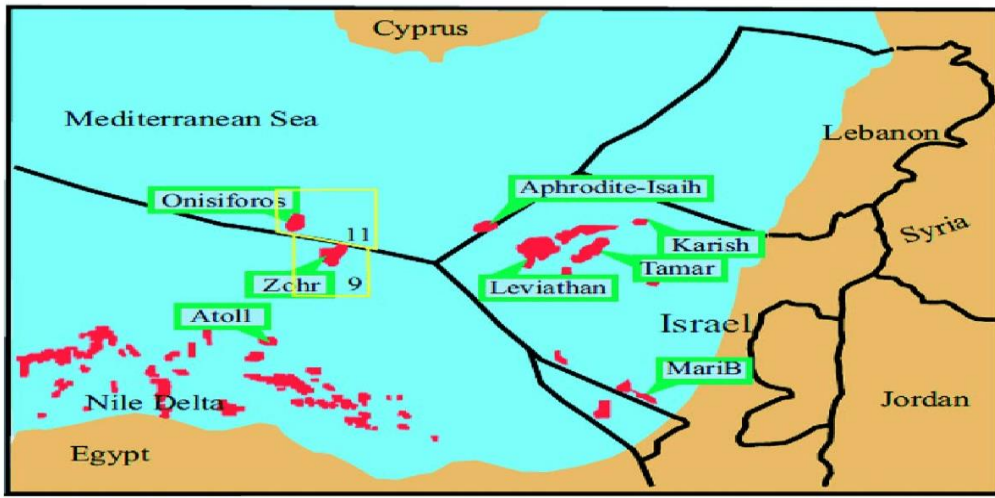 Cyprus
Mediterranean Sea
Lebanon
Onisiforos
Aphrodite-Isaih
11
Karish
Syria
Zohr
9
Leviathan
Tamar
Atoll
Israel
MariB
Nile Delta
Jordan
Egypt